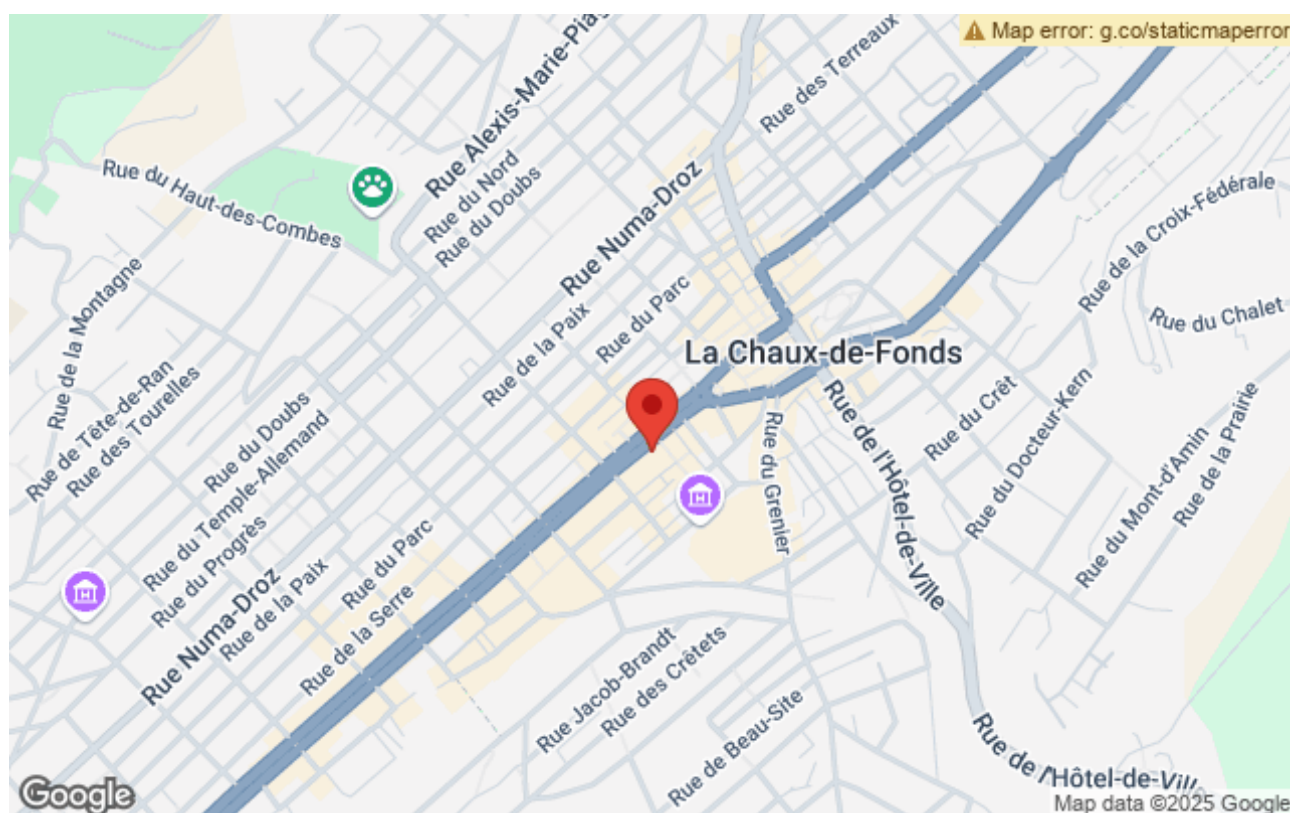 Map error: g.co/staticmaperror
Rue Alexis-Marie-Piag
Rue des Terreaux
Rue du Haut-des-Combes
Rue du Nord
Rue du Doubs
Rue Numa-Droz
Rue de la Croix-Fédérale
Rue de la Montagne
Rue du Parc
Rue de la Paix
Rue du Chalet
La Chaux-de-Fonds
Rue de Tête-de-Ran
Rue des Tourelles
Rue du Doubs
Rue du Temple-Allemand
Rue du Progrès
Rue du Crêt
Rue du Docteur-Kern
Rue de l'Hôtel-de-Ville
Rue du Grenier
Rue du Mont-d'Amin
Rue de la Prairie
Rue du Parc
Rue de la Paix
Rue Numa-Droz
Rue de la Serre
Rue Jacob-Brandt
Rue des Crêtets
Rue de Beau-Site
Rue de l'Hôtel-de-Ville
Google
Map data ©2025 Google